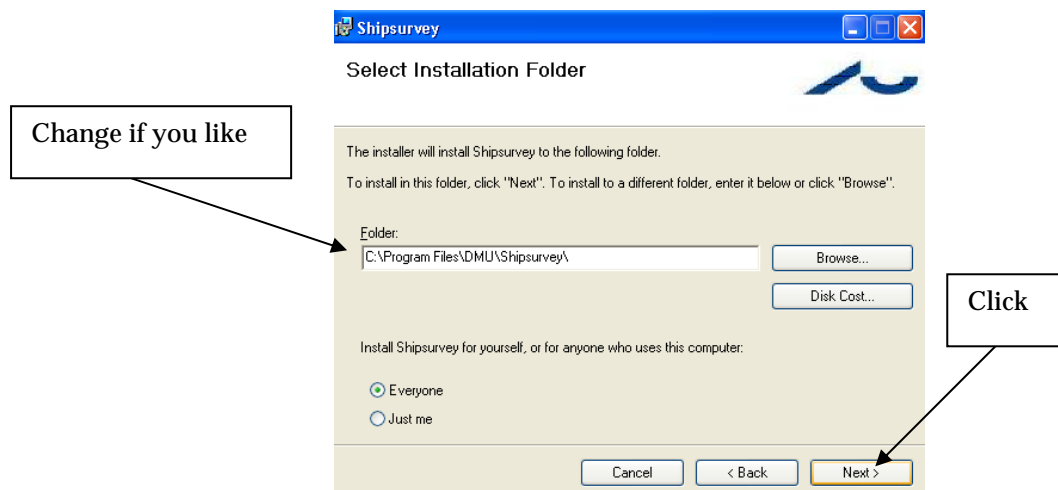 Shipsurvey
Select Installation Folder
Change if you like
The installer will install Shipsurvey to the following folder.
To install in this folder, click "Next". To install to a different folder, enter it below or click "Browse".
Folder:
C:\Program Files\DMU\Shipsurvey\
Browse...
Disk Cost...
Click
Install Shipsurvey for yourself, or for anyone who uses this computer:
Everyone
Just me
Cancel
< Back
Next >